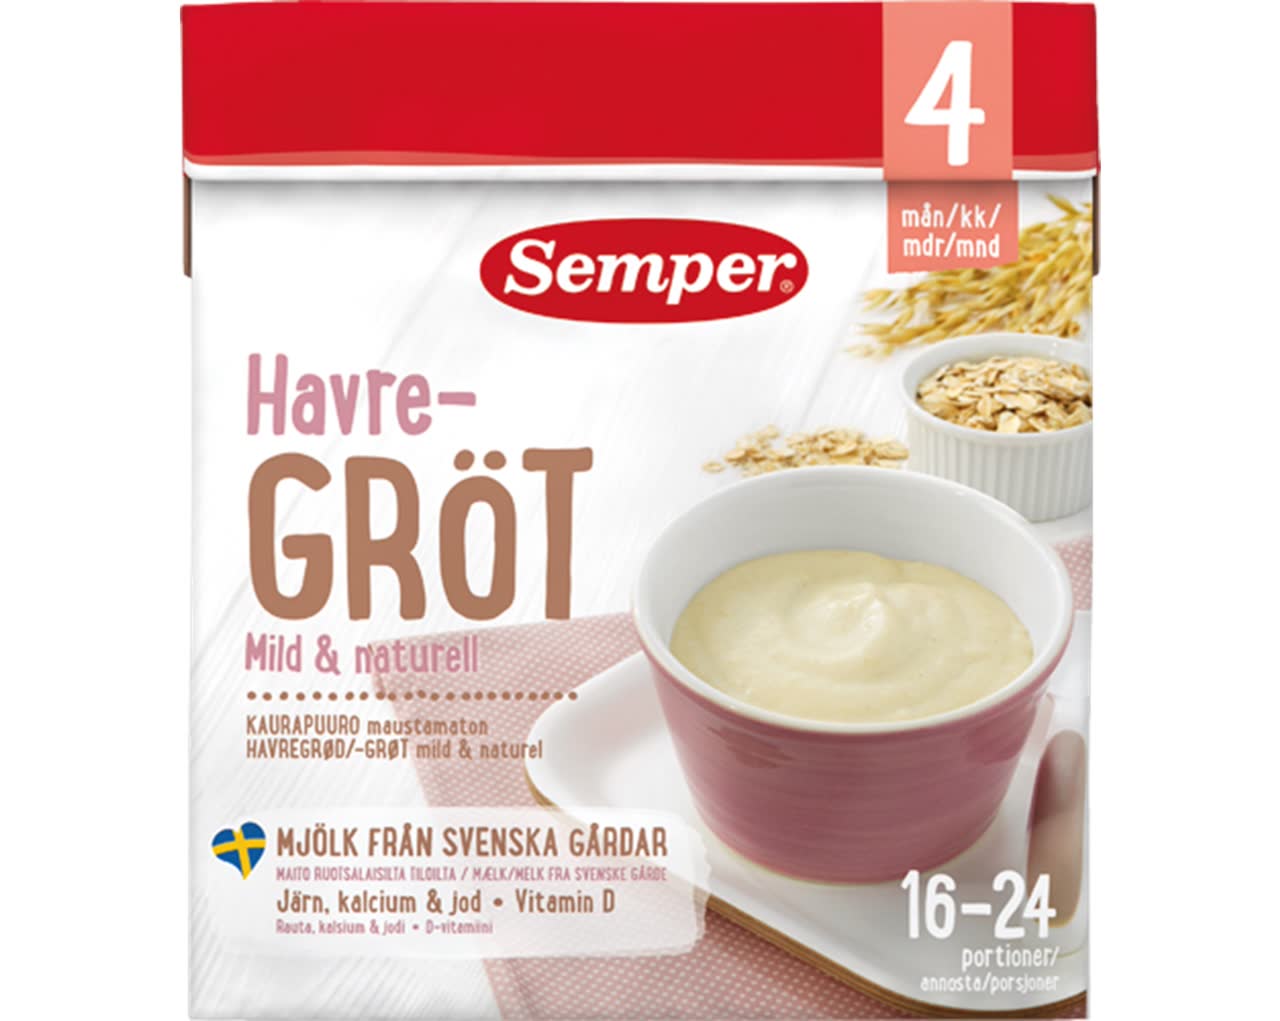 4
mån/kk/
mdr/mnd
Semper®
Havre-
GRÖT
Mild & naturell
KAURAPUURO maustamaton
HAVREGRØD/-GRØT mild & naturel
MJÖLK FRÅN SVENSKA GÅRDAR
MAITO RUOTSALAISILTA TILOILTA / MÆLK/MELK FRA SVENSKE GÅRDE
Järn, kalcium & jod • Vitamin D
Rauta, kalsium & jodi • D-vitamiini
16-24
portioner/
annosta/porsjoner